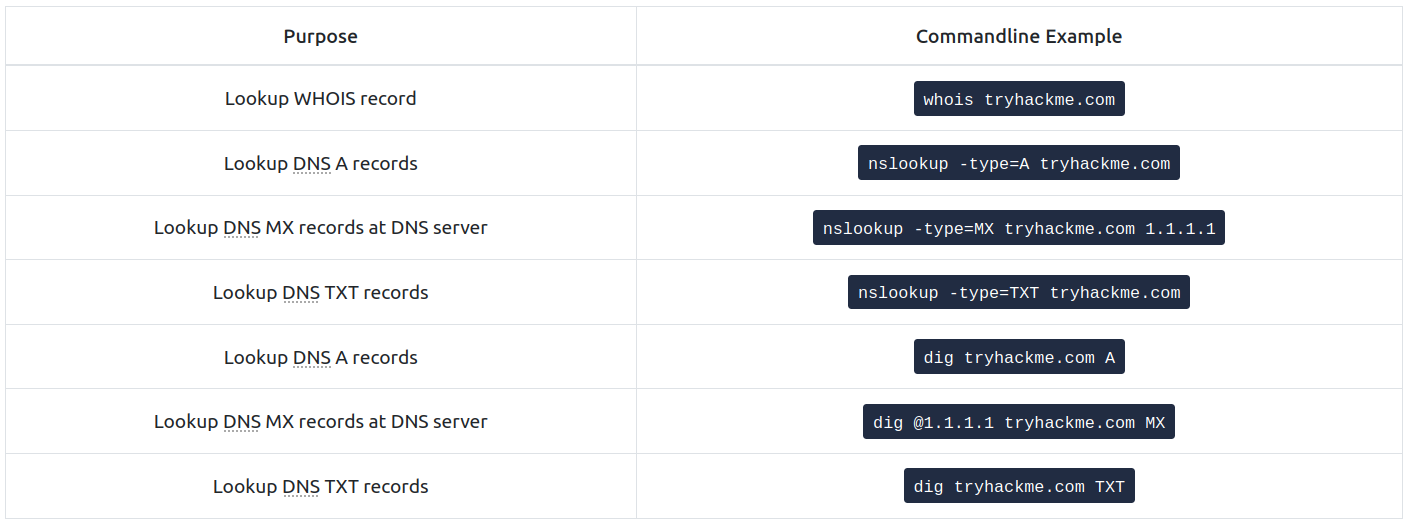 Purpose Commandline Example
Lookup WHOIS record whois tryhackme.com
Lookup DNS A records nslookup -type=A tryhackme.com
Lookup DNS MX records at DNS server nslookup -type=MX tryhackme.com 1.1.1.1
Lookup DNS TXT records nslookup -type=TXT tryhackme.com
Lookup DNS A records dig tryhackme.com A
Lookup DNS MX records at DNS server dig @1.1.1.1 tryhackme.com MX
Lookup DNS TXT records dig tryhackme.com TXT